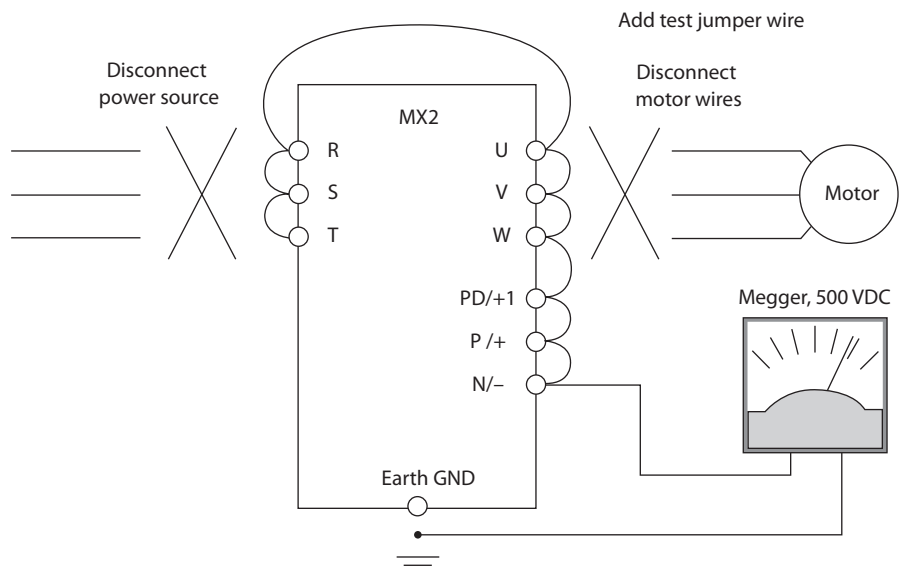 Add test jumper wire
Disconnect
power source
Disconnect
motor wires
MX2
R
U
S
V
Motor
T
W
PD/+1
Megger, 500 VDC
P /+
N/–
Earth GND